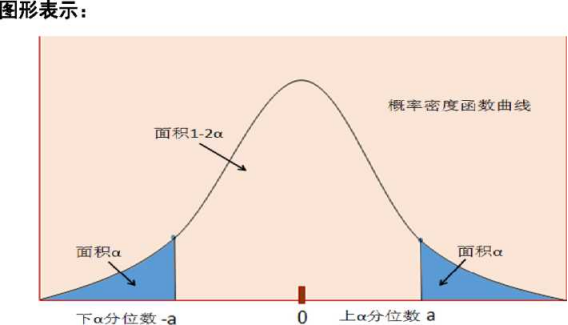 图形表示：
概率密度函数曲线
面积1-2α
面积α
面积α
下α分位数 -a
0
上α分位数 a